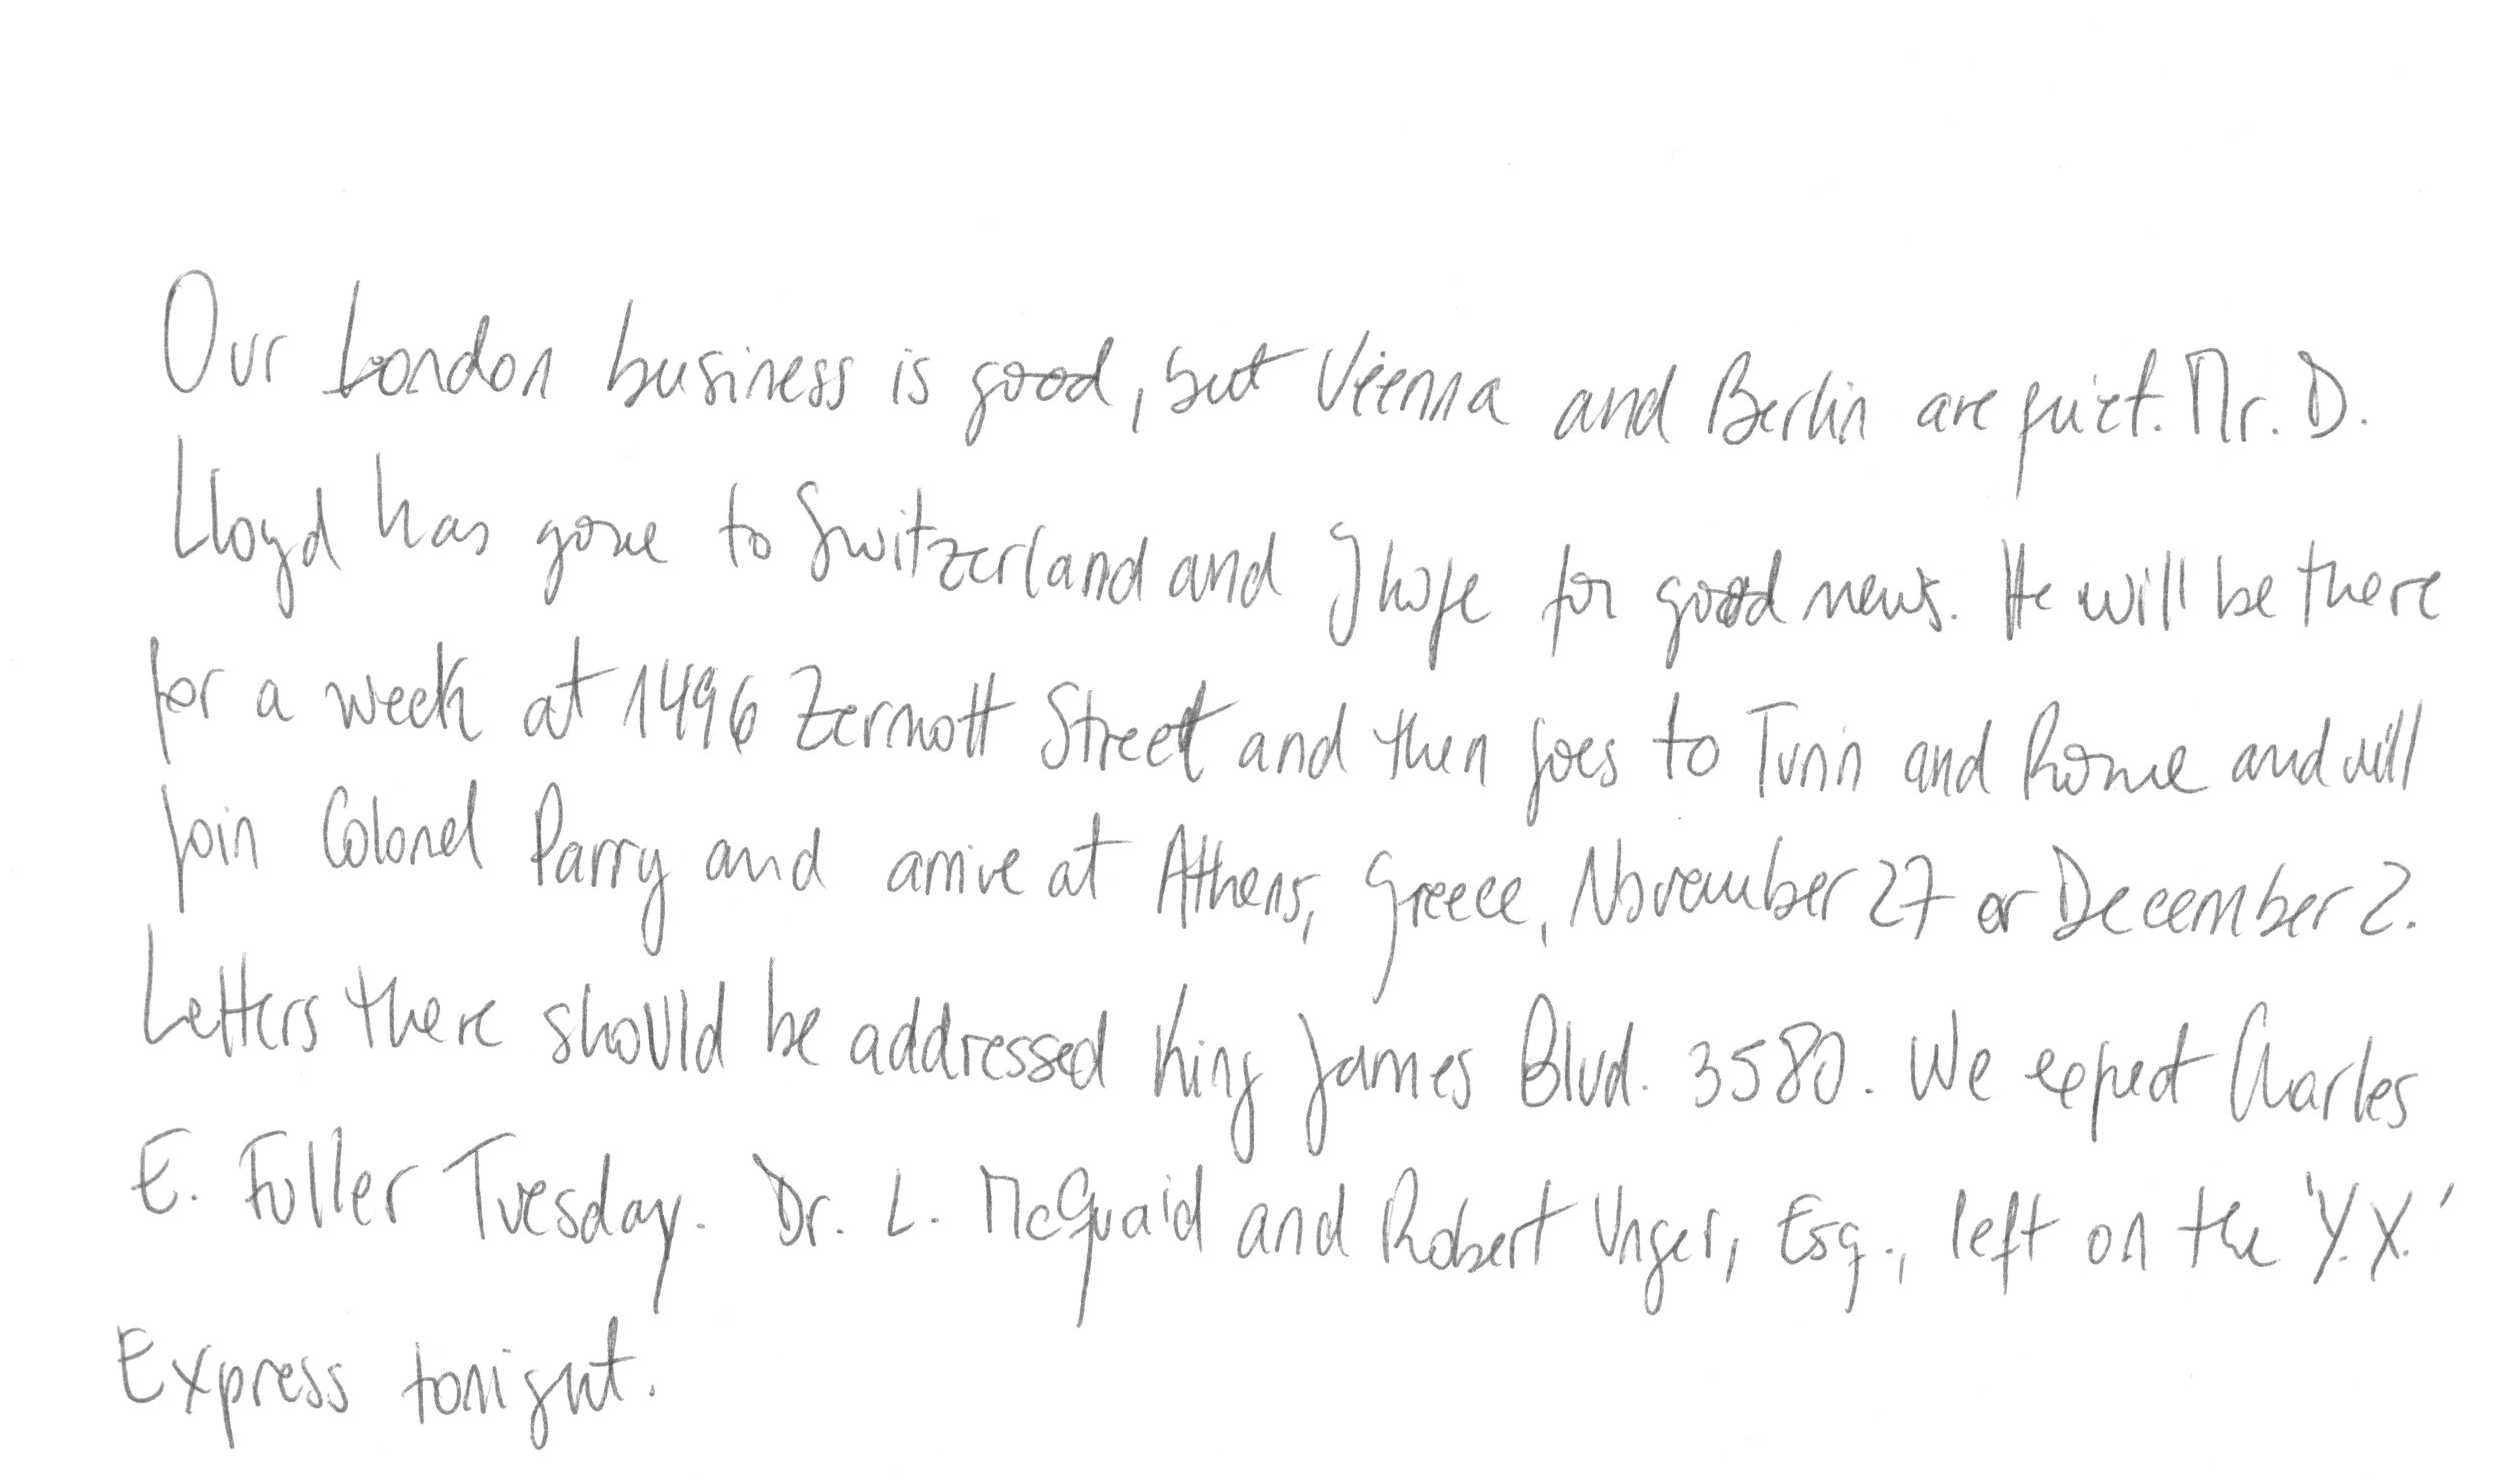 Our London business is good, but Vienna and Berlin are quiet. Mr. D.
Lloyd has gone to Switzerland and I hope for good news. He will be there
for a week at 1496 Zermott Street and then goes to Turin and Rome and will
join Colonel Parry and arrive at Athens, Greece, November 27 or December 2.
Letters there should be addressed King James Blvd. 3580. We expect Charles
E. Fuller Tuesday. Dr. L. McQuaid and Robert Unger, Esq., left on the 'Y.X.'
Express tonight.